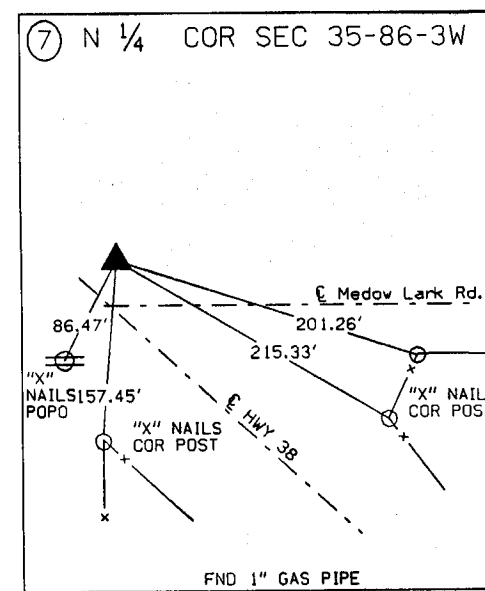 ⑦ N ¼ COR SEC 35-86-3W
℄ Medow Lark Rd.
86.47'
201.26'
215.33'
"X"
NAILS
POPO
157.45'
"X" NAILS
COR POST
℄ HWY 38
"X" NAIL
COR POS
FND 1" GAS PIPE